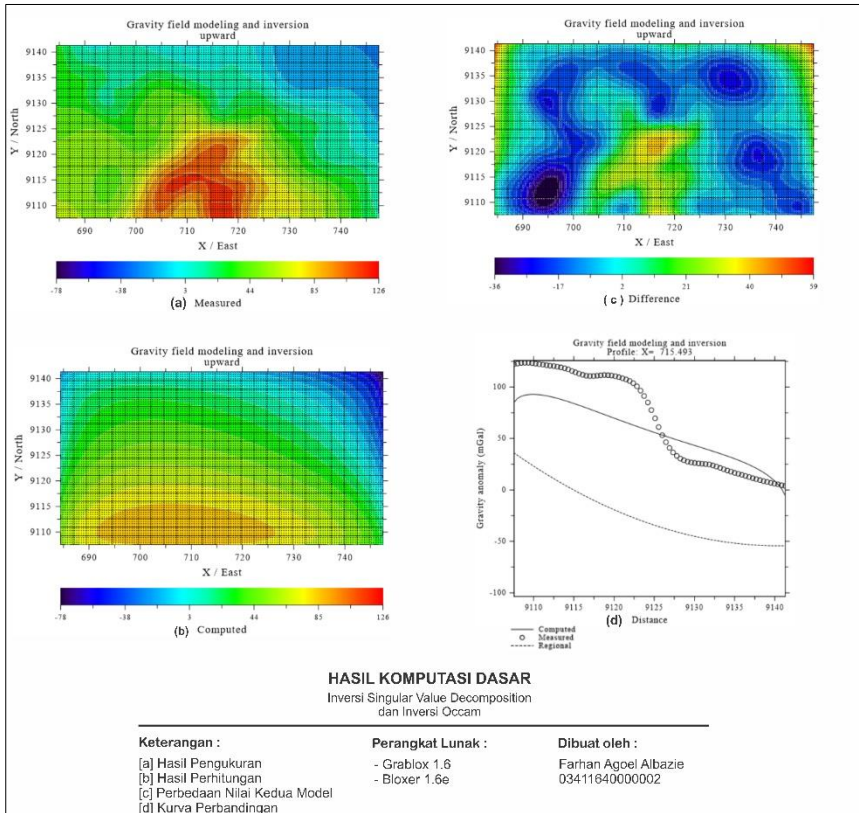 Gravity field modeling and inversion
upward
9140
9135
9130
9125
9120
9115
9110
Y / North
690
700
710
720
730
740
X / East
-78 -38 3 44 85 126
(a) Measured
Gravity field modeling and inversion
upward
9140
9135
9130
9125
9120
9115
9110
Y / North
690
700
710
720
730
740
X / East
-36 -17 2 21 40 59
(c) Difference
Gravity field modeling and inversion
upward
9140
9135
9130
9125
9120
9115
9110
Y / North
690
700
710
720
730
740
X / East
-78 -38 3 44 85 126
(b) Computed
Gravity field modeling and inversion
Profile: X= 715.493
100
50
0
-50
-100
Gravity anomaly (mGal)
9110 9115 9120 9125 9130 9135 9140
(d)
Distance
Computed
Measured
Regional
HASIL KOMPUTASI DASAR
Inversi Singular Value Decomposition
dan Inversi Occam
Keterangan :
[a] Hasil Pengukuran
[b] Hasil Perhitungan
[c] Perbedaan Nilai Kedua Model
[d] Kurva Perbandingan
Perangkat Lunak :
- Grablox 1.6
- Bloxer 1.6e
Dibuat oleh :
Farhan Agoel Albazie
03411640000002